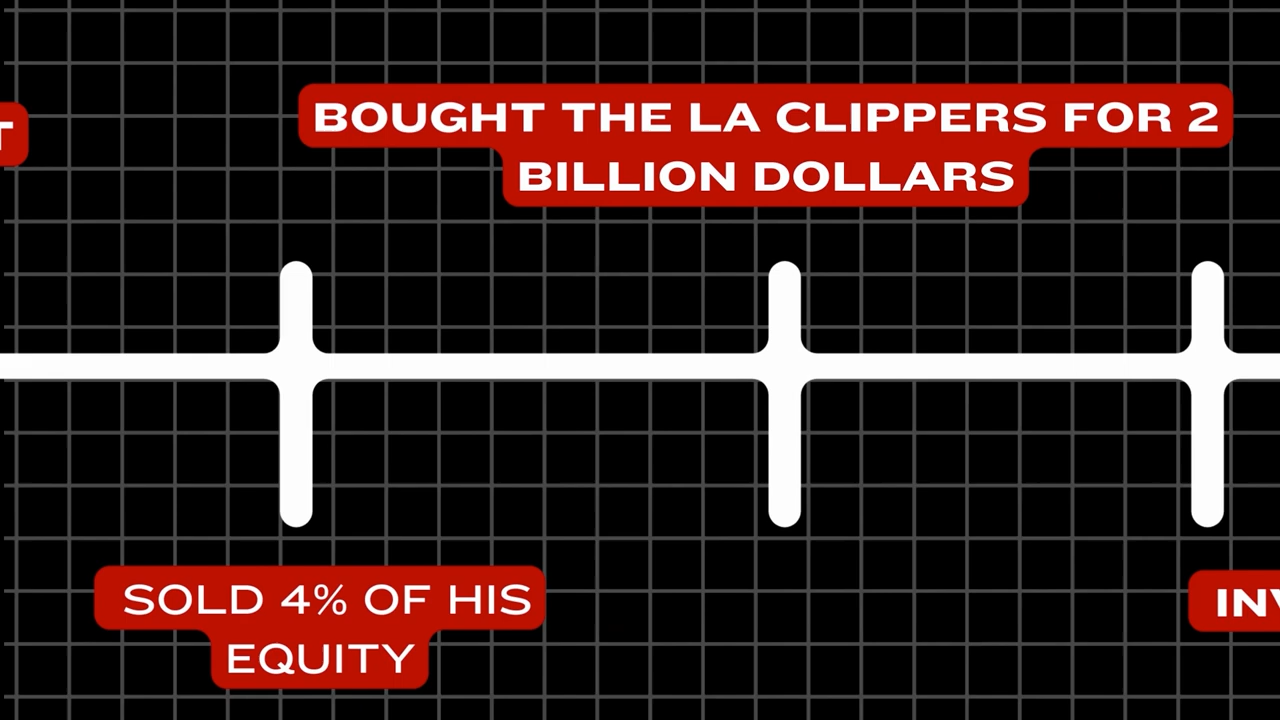 BOUGHT THE LA CLIPPERS FOR 2
BILLION DOLLARS
SOLD 4% OF HIS
EQUITY